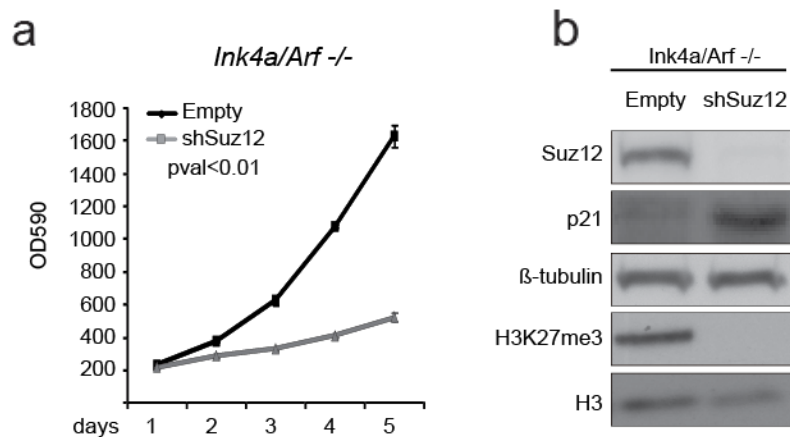 a
Ink4a/Arf -/-
1800
1600
1400
1200
1000
800
600
400
200
OD590
Empty
shSuz12
pval<0.01
days 1 2 3 4 5
b
Ink4a/Arf -/-
Empty shSuz12
Suz12
p21
ß-tubulin
H3K27me3
H3